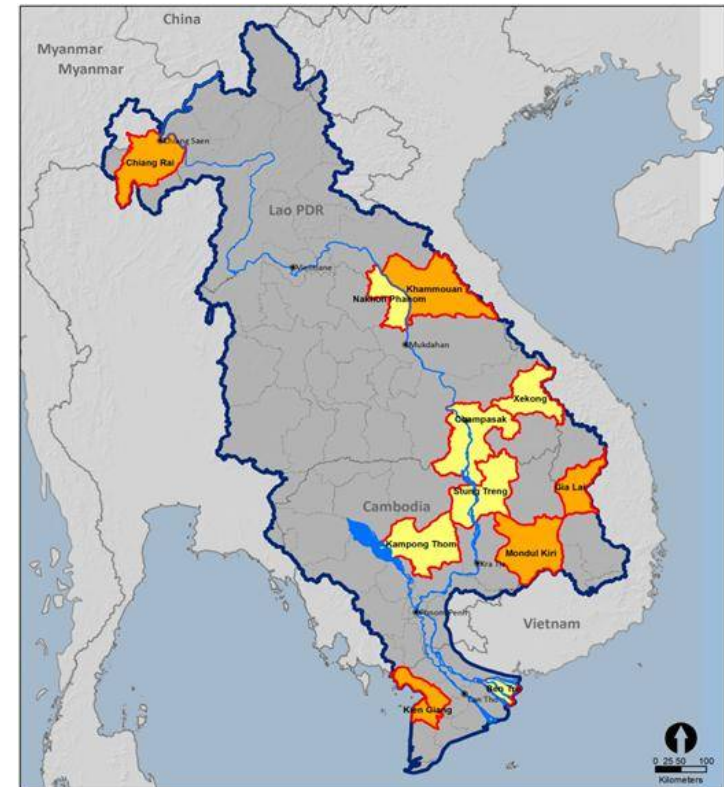 China
Myanmar
Myanmar
Chiang Saen
Chiang Rai
Lao PDR
Vientiane
Khammouan
Nakhon Phanom
Mukdahan
Xekong
Champasak
Stung Treng
Gia Lai
Cambodia
Kampong Thom
Mondul Kiri
Kra Tie
Phnom Penh
Vietnam
Ben Tre
Can Tho
Kien Giang
0 25 50 100
Kilometers